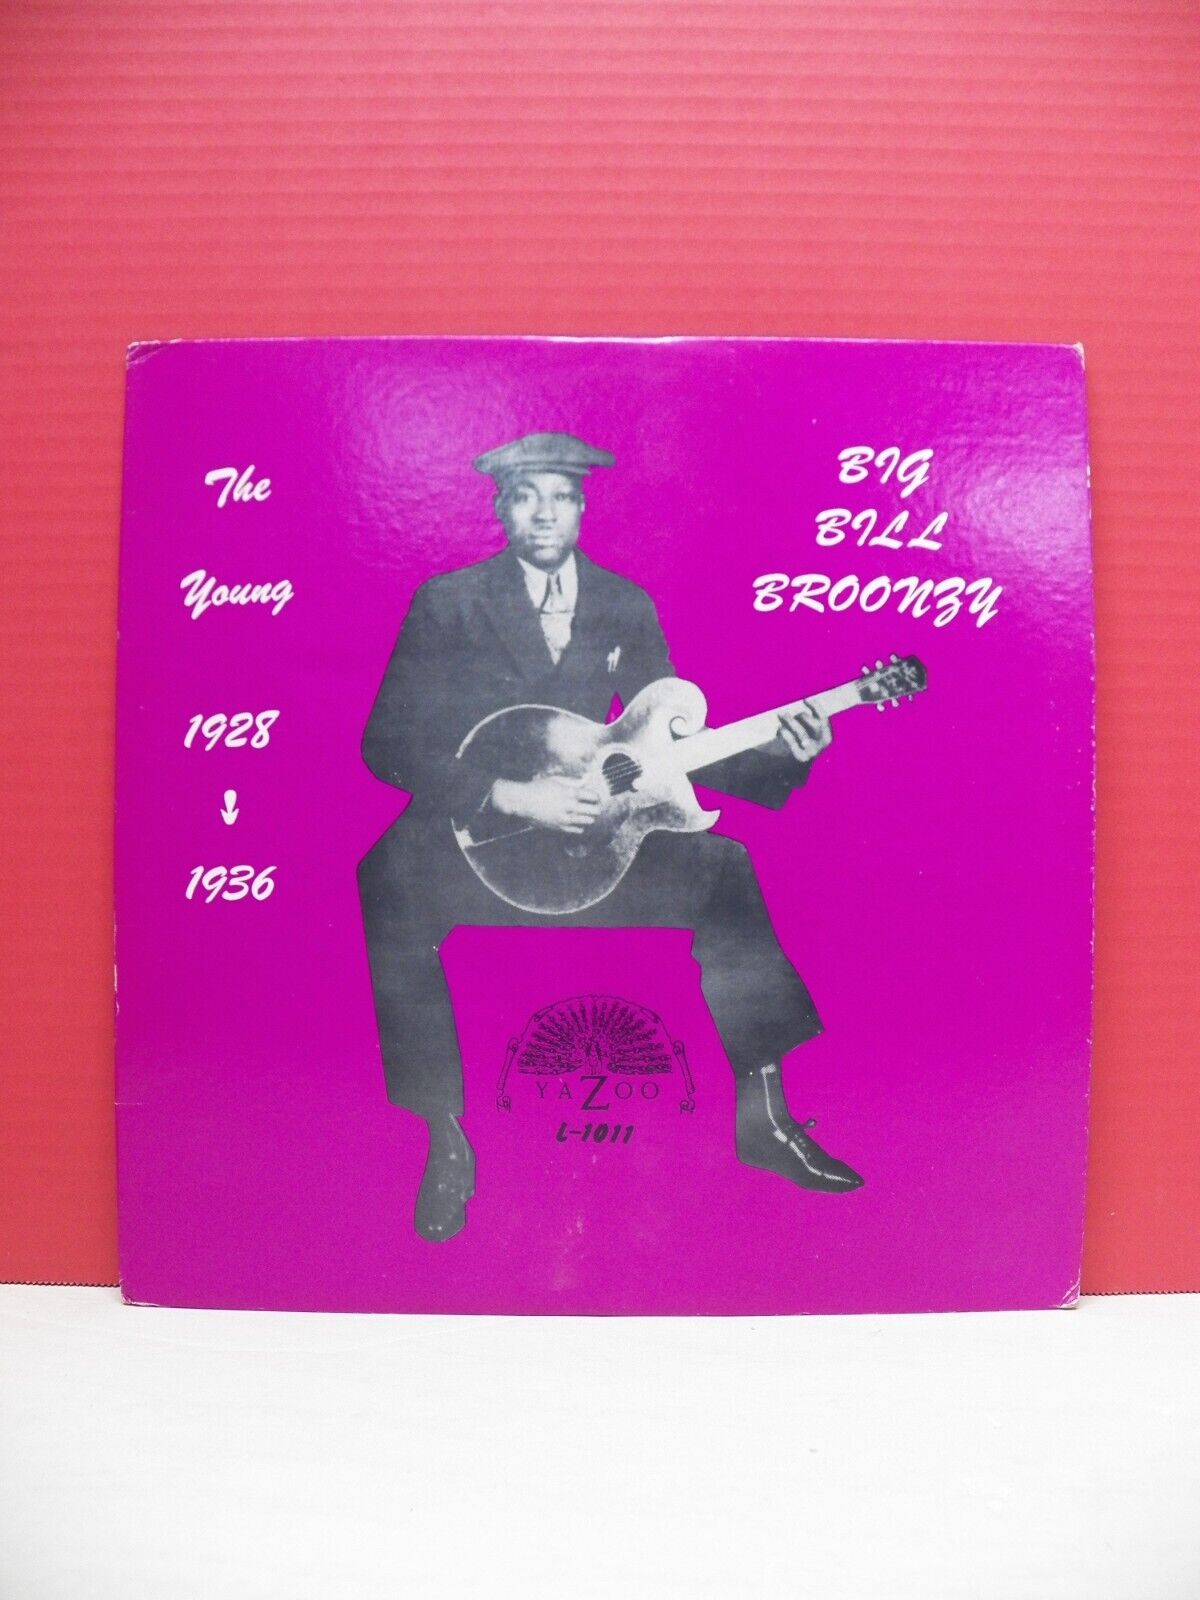 The
Young
1928
1936
BIG
BILL
BROONZY
YAZOO
L-1011